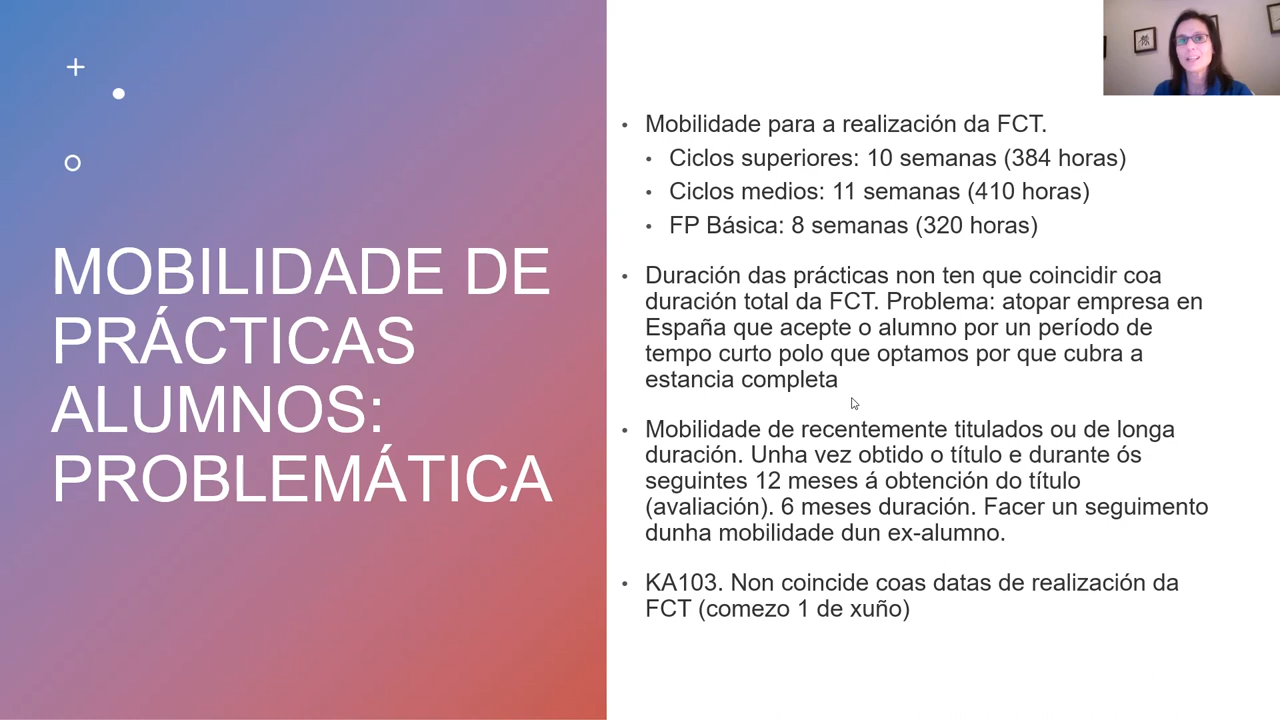 MOBILIDADE DE
PRÁCTICAS
ALUMNOS:
PROBLEMÁTICA
• Mobilidade para a realización da FCT.
• Ciclos superiores: 10 semanas (384 horas)
• Ciclos medios: 11 semanas (410 horas)
• FP Básica: 8 semanas (320 horas)
• Duración das prácticas non ten que coincidir coa
duración total da FCT. Problema: atopar empresa en
España que acepte o alumno por un período de
tempo curto polo que optamos por que cubra a
estancia completa
• Mobilidade de recentemente titulados ou de longa
duración. Unha vez obtido o título e durante ós
seguintes 12 meses á obtención do título
(avaliación). 6 meses duración. Facer un seguimento
dunha mobilidade dun ex-alumno.
• KA103. Non coincide coas datas de realización da
FCT (comezo 1 de xuño)